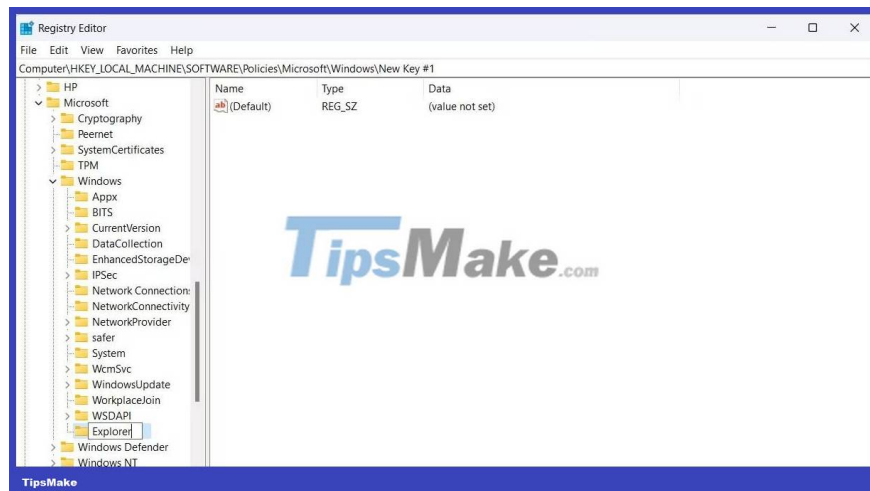 Registry Editor
File Edit View Favorites Help
Computer\HKEY_LOCAL_MACHINE\SOFTWARE\Policies\Microsoft\Windows\New Key #1
HP
Microsoft
Cryptography
Peernet
SystemCertificates
TPM
Windows
Appx
BITS
CurrentVersion
DataCollection
EnhancedStorageDe
IPSec
Network Connection
NetworkConnectivity
NetworkProvider
safer
System
WcmSvc
WindowsUpdate
WorkplaceJoin
WSDAPI
Explorer
Windows Defender
Windows NT
Name Type Data
ab (Default) REG_SZ (value not set)
TipsMake.com
TipsMake